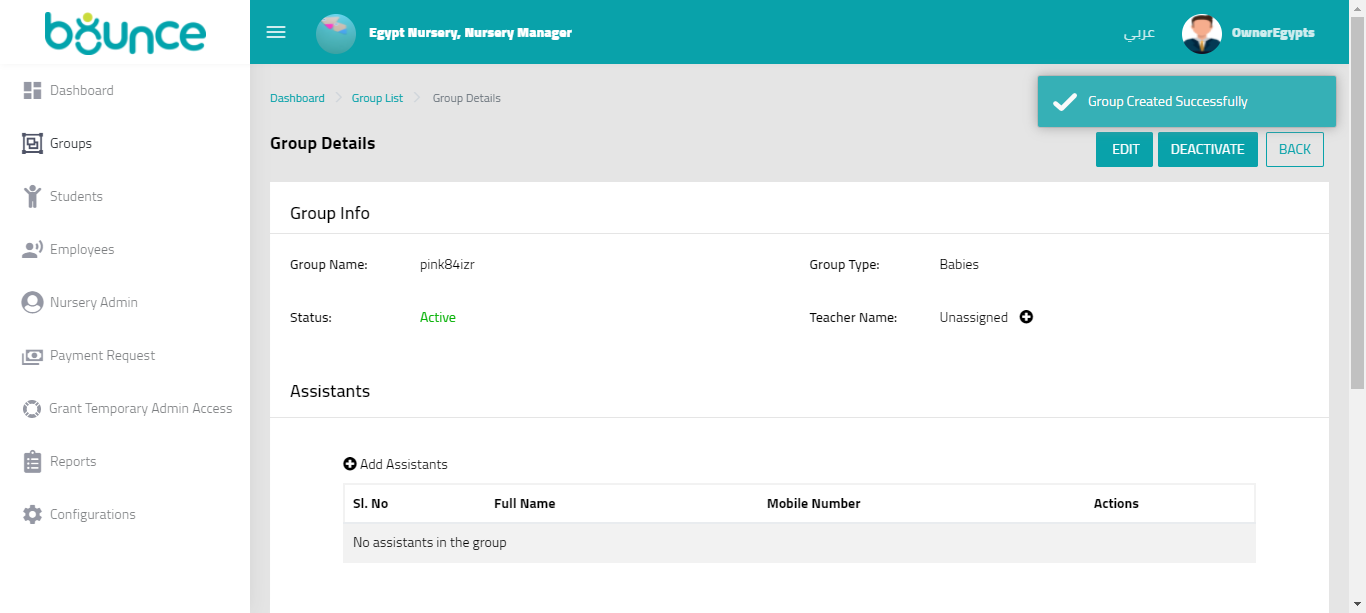 bounce
Egypt Nursery, Nursery Manager
عربي
OwnerEgypts
Dashboard
Groups
Students
Employees
Nursery Admin
Payment Request
Grant Temporary Admin Access
Reports
Configurations
Dashboard Group List Group Details
Group Created Successfully
Group Details
EDIT DEACTIVATE BACK
Group Info
Group Name: pink84izr Group Type: Babies
Status: Active Teacher Name: Unassigned
Assistants
Add Assistants
Sl. No Full Name Mobile Number Actions
No assistants in the group